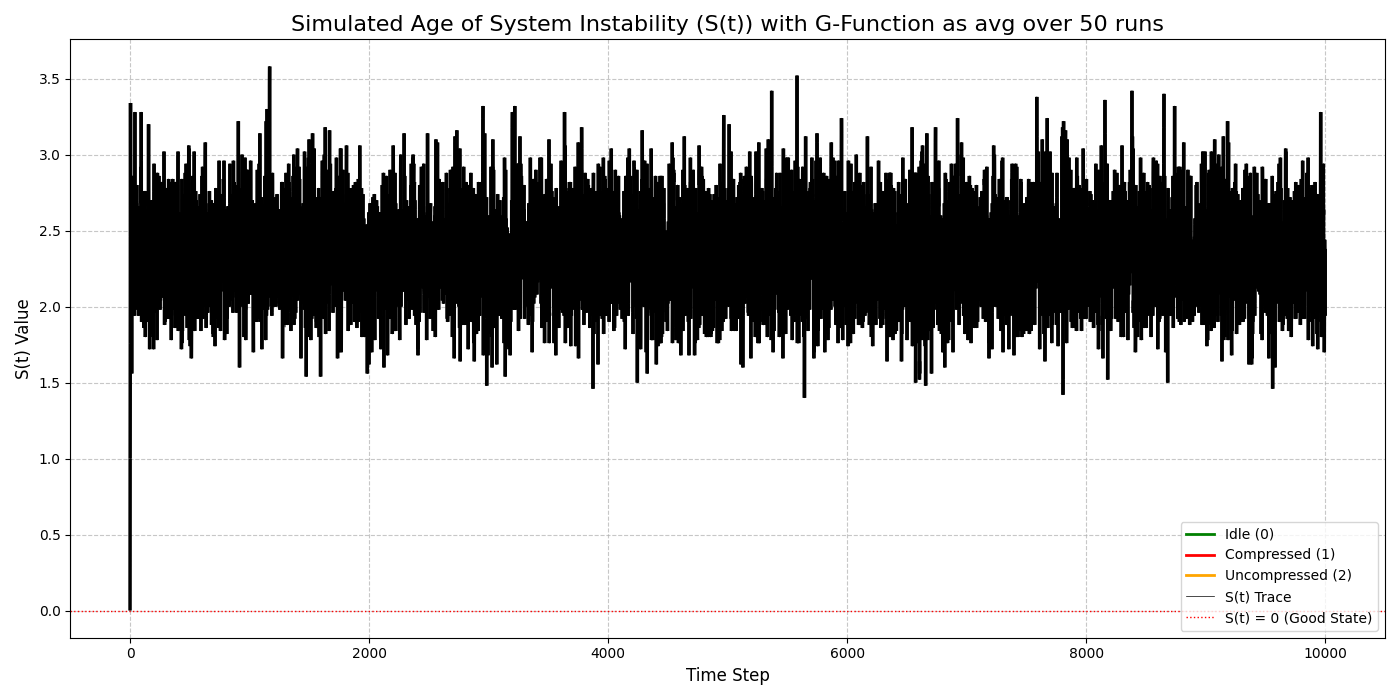 Simulated Age of System Instability (S(t)) with G-Function as avg over 50 runs
S(t) Value
3.5
3.0
2.5
2.0
1.5
1.0
0.5
0.0
Idle (0)
Compressed (1)
Uncompressed (2)
S(t) Trace
S(t) = 0 (Good State)
0
2000
4000
6000
8000
10000
Time Step